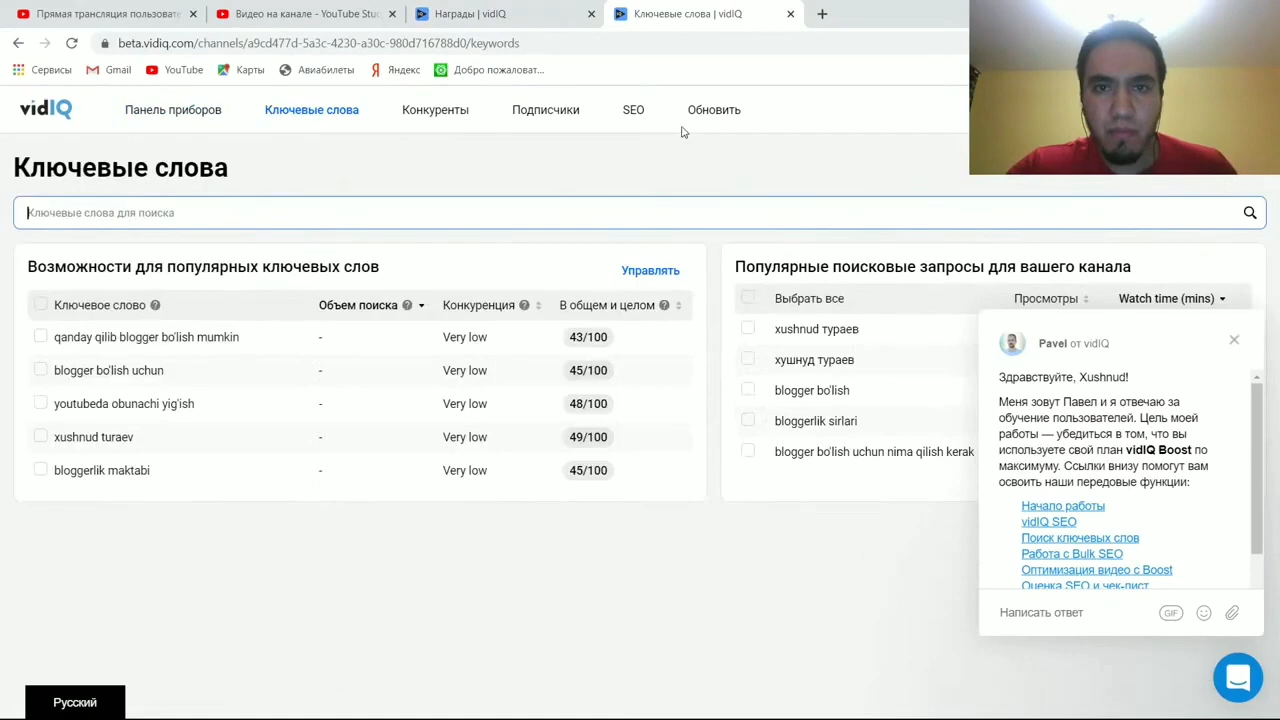 Прямая трансляция пользовате
Видео на канале - YouTube Stu
Награды | vidIQ
Ключевые слова | vidIQ
beta.vidiq.com/channels/a9cd477d-5a3c-4230-a30c-980d716788d0/keywords
Сервисы
Gmail
YouTube
Карты
Авиабилеты
Яндекс
Добро пожаловат...
vidIQ
Панель приборов
Ключевые слова
Конкуренты
Подписчики
SEO
Обновить
Ключевые слова
Ключевые слова для поиска
Возможности для популярных ключевых слов
Управлять
Ключевое слово Объем поиска Конкуренция В общем и целом
qanday qilib blogger bo'lish mumkin - Very low 43/100
blogger bo'lish uchun - Very low 45/100
youtubeda obunachi yig'ish - Very low 48/100
xushnud turaev - Very low 49/100
bloggerlik maktabi - Very low 45/100
Популярные поисковые запросы для вашего канала
Выбрать все Просмотры Watch time (mins)
xushnud тураев
хушнуд тураев
blogger bo'lish
bloggerlik sirlari
blogger bo'lish uchun nima qilish kerak
Pavel от vidIQ
Здравствуйте, Xushnud!
Меня зовут Павел и я отвечаю за
обучение пользователей. Цель моей
работы — убедиться в том, что вы
используете свой план vidIQ Boost по
максимуму. Ссылки внизу помогут вам
освоить наши передовые функции:
Начало работы
vidIQ SEO
Поиск ключевых слов
Работа с Bulk SEO
Оптимизация видео с Boost
Оценка SEO и чек-лист
Написать ответ
GIF
Русский